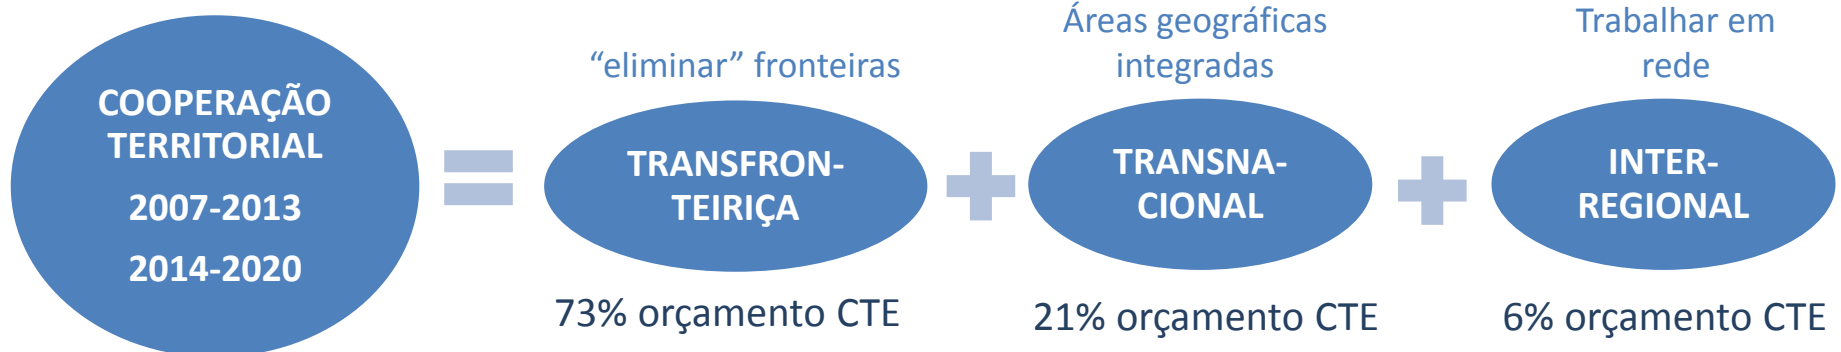 COOPERAÇÃO
TERRITORIAL
2007-2013
2014-2020
“eliminar” fronteiras
TRANSFRON-
TEIRIÇA
73% orçamento CTE
Áreas geográficas
integradas
TRANSNA-
CIONAL
21% orçamento CTE
Trabalhar em
rede
INTER-
REGIONAL
6% orçamento CTE